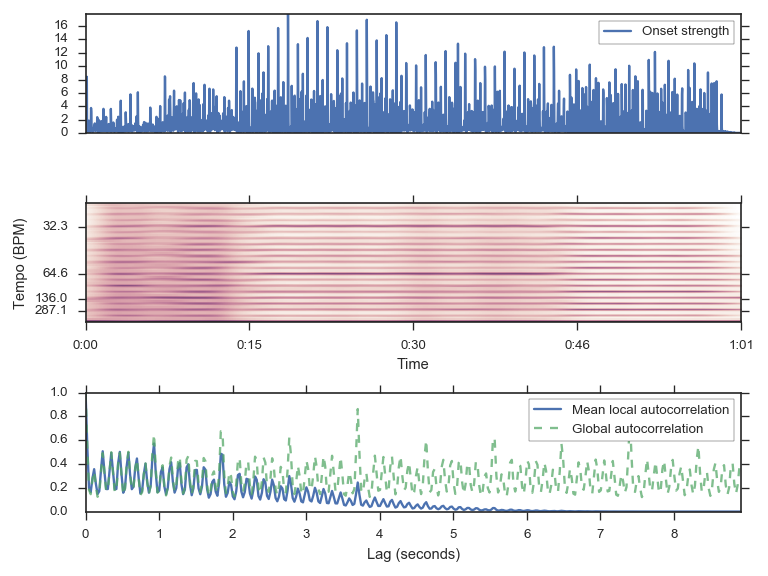 16
14
12
10
8
6
4
2
0
Onset strength
Tempo (BPM)
32.3
64.6
136.0
287.1
0:00 0:15 0:30 0:46 1:01
Time
1.0
0.8
0.6
0.4
0.2
0.0
Mean local autocorrelation
Global autocorrelation
0 1 2 3 4 5 6 7 8
Lag (seconds)